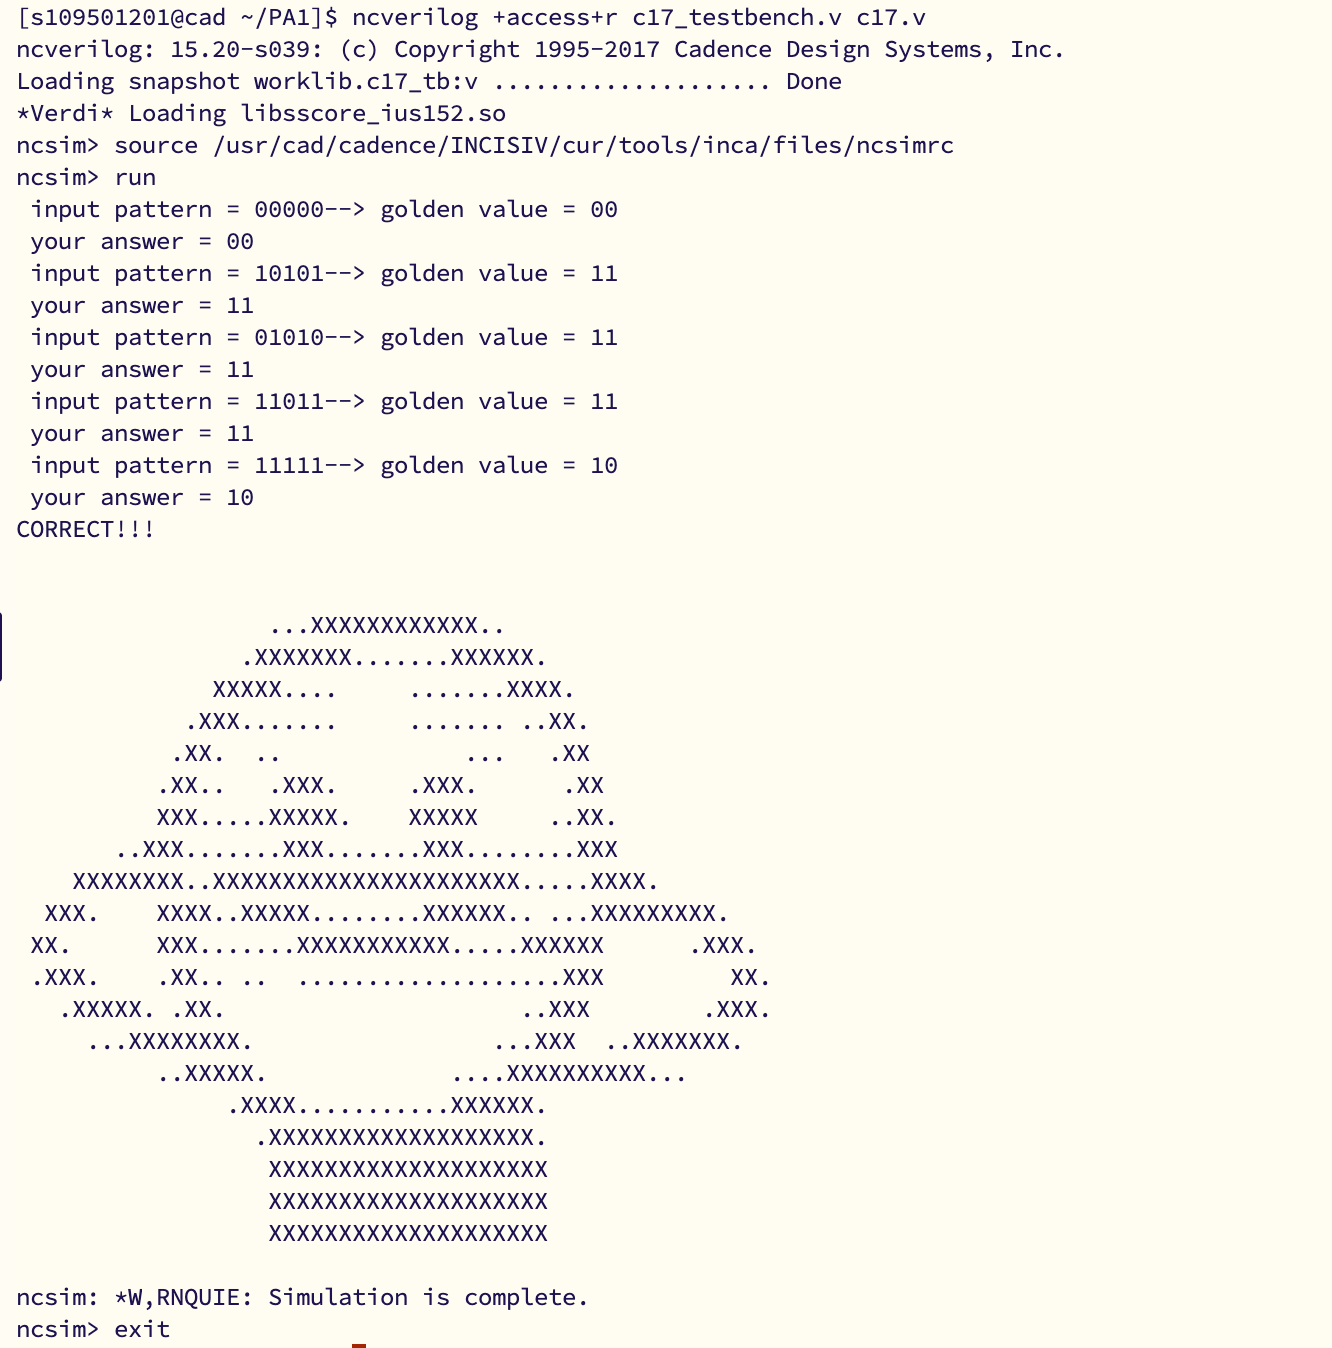 [s109501201@cad ~/PA1]$ ncverilog +access+r c17_testbench.v c17.v
ncverilog: 15.20-s039: (c) Copyright 1995-2017 Cadence Design Systems, Inc.
Loading snapshot worklib.c17_tb:v .................... Done
*Verdi* Loading libsscore_ius152.so
ncsim> source /usr/cad/cadence/INCISIV/cur/tools/inca/files/ncsimrc
ncsim> run
 input pattern = 00000--> golden value = 00
 your answer = 00
 input pattern = 10101--> golden value = 11
 your answer = 11
 input pattern = 01010--> golden value = 11
 your answer = 11
 input pattern = 11011--> golden value = 11
 your answer = 11
 input pattern = 11111--> golden value = 10
 your answer = 10
CORRECT!!!
                  ...XXXXXXXXXXXX..
                .XXXXXXX.......XXXXXX.
              XXXXX....     .......XXXX.
            .XXX.......     ....... ..XX.
           .XX.  ..             ...   .XX
          .XX..   .XXX.     .XXX.      .XX
          XXX.....XXXXX.    XXXXX     ..XX.
       ..XXX.......XXX.......XXX........XXX
    XXXXXXXX..XXXXXXXXXXXXXXXXXXXXXX.....XXXX.
  XXX.    XXXX..XXXXX........XXXXXX.. ...XXXXXXXXX.
 XX.      XXX.......XXXXXXXXXXX.....XXXXXX      .XXX.
 .XXX.    .XX.. ..  ...................XXX         XX.
   .XXXXX. .XX.                     ..XXX        .XXX.
     ...XXXXXXXX.                 ...XXX  ..XXXXXXX.
          ..XXXXX.             ....XXXXXXXXXX...
               .XXXX...........XXXXXX.
                 .XXXXXXXXXXXXXXXXXXX.
                  XXXXXXXXXXXXXXXXXXXX
                  XXXXXXXXXXXXXXXXXXXX
                  XXXXXXXXXXXXXXXXXXXX
ncsim: *W,RNQUIE: Simulation is complete.
ncsim> exit